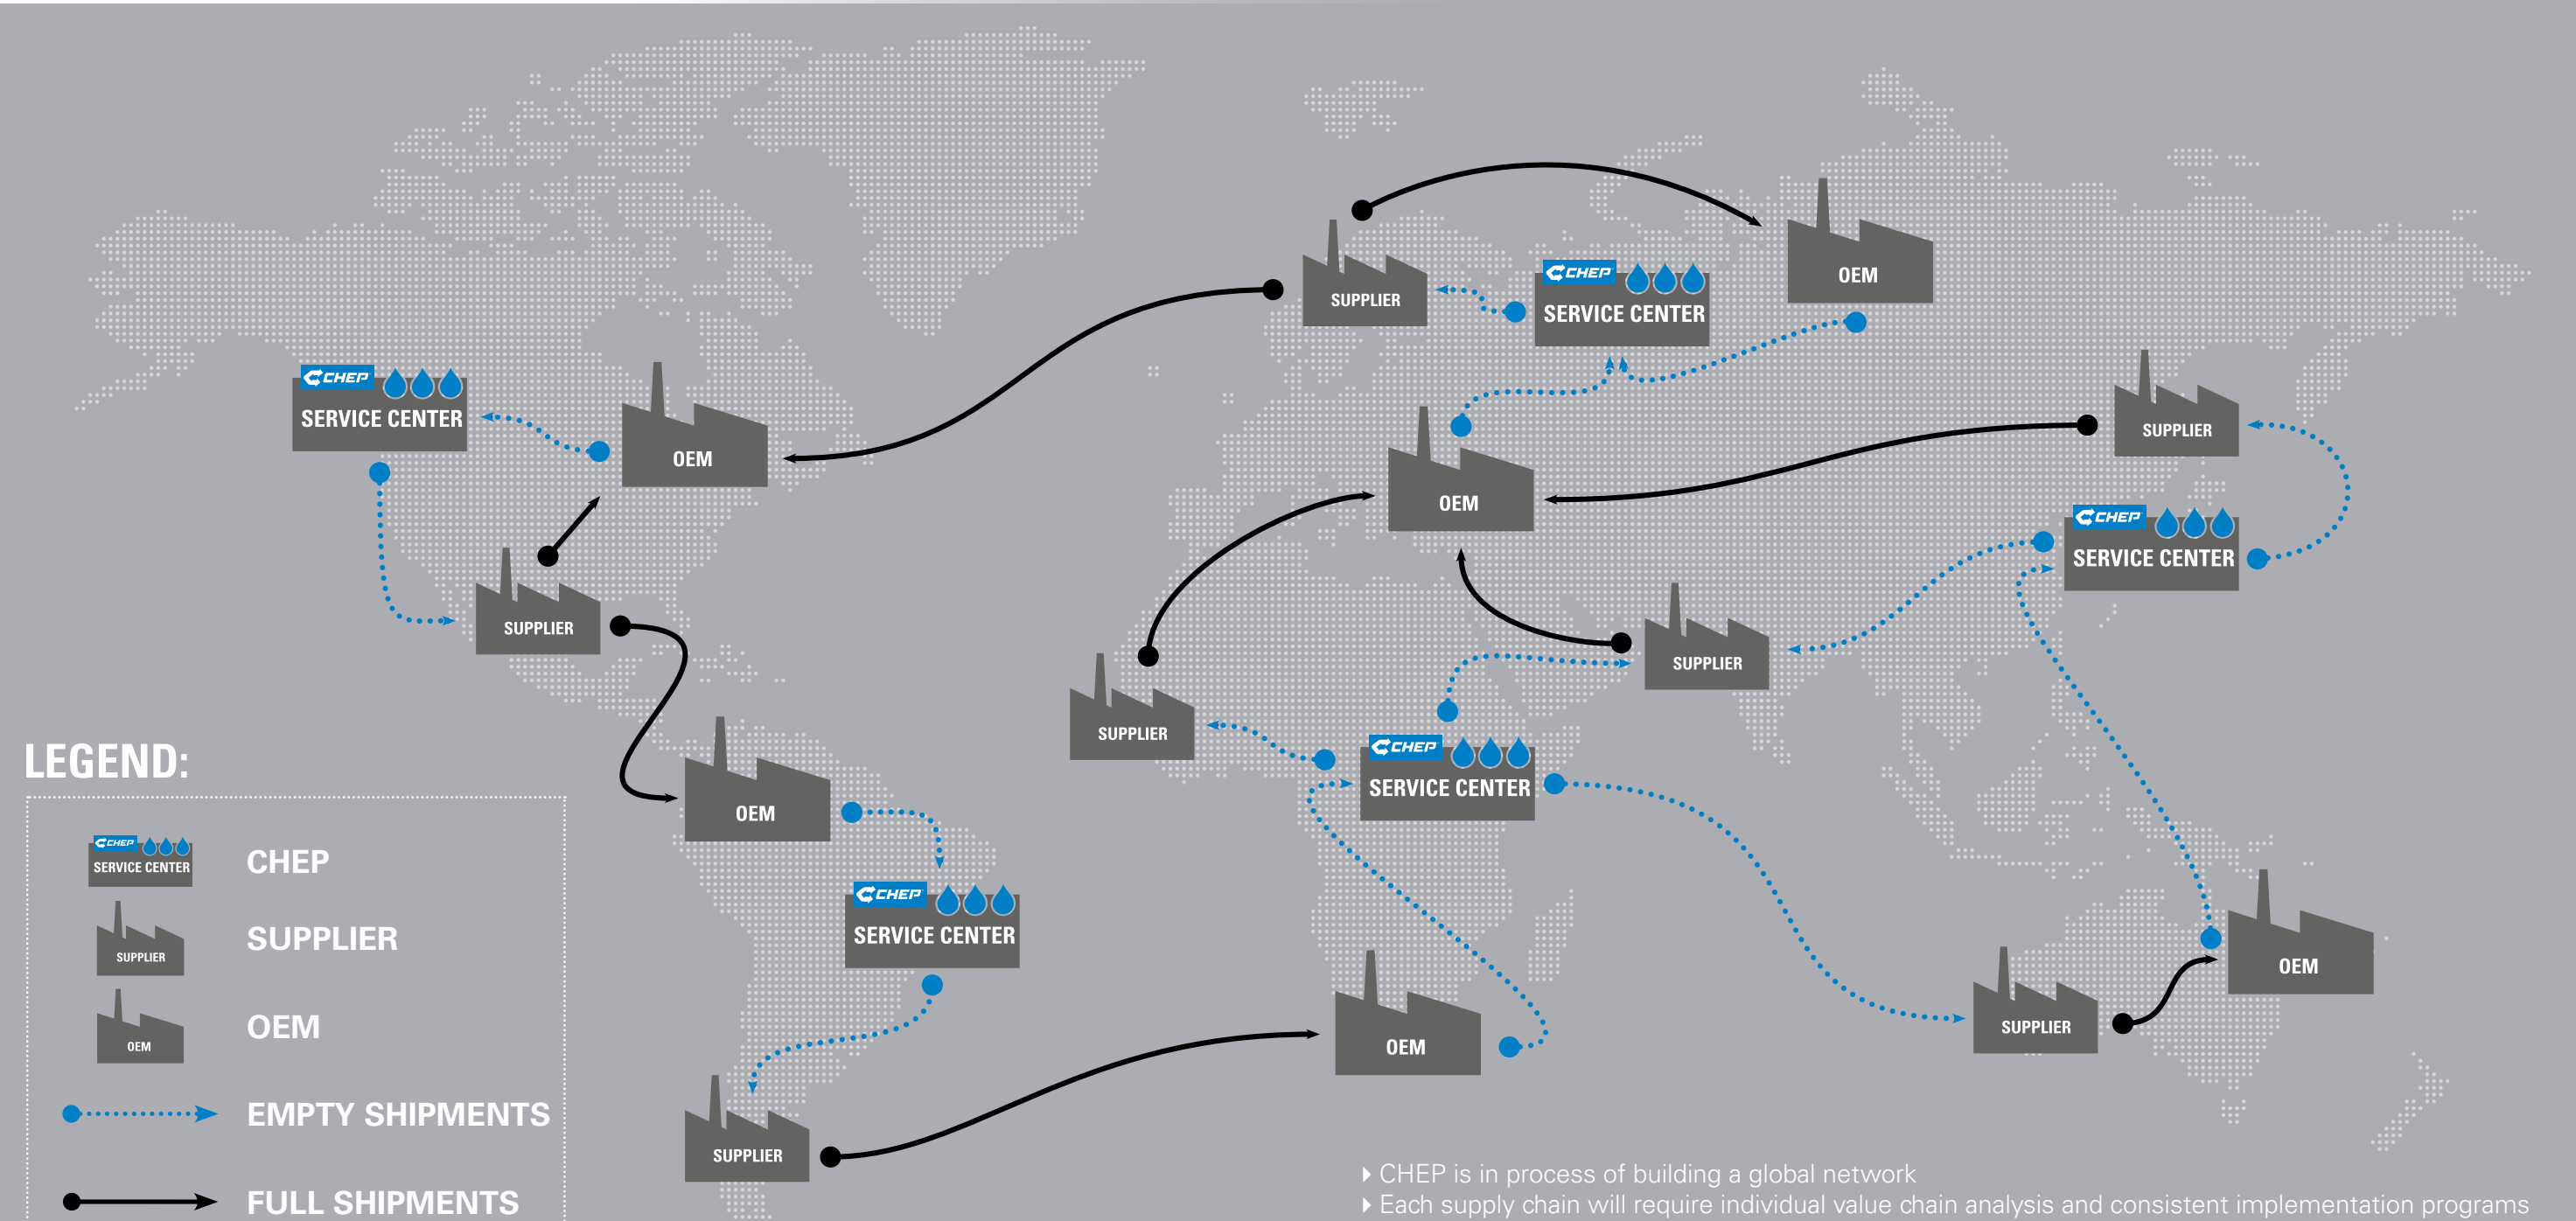 OEM
SUPPLIER
CHEP
SERVICE CENTER
CHEP
SERVICE CENTER
OEM
SUPPLIER
OEM
OEM
CHEP
SERVICE CENTER
SUPPLIER
SUPPLIER
SUPPLIER
CHEP
SERVICE CENTER
OEM
CHEP
SERVICE CENTER
OEM
SUPPLIER
OEM
SUPPLIER
LEGEND:
CHEP
SERVICE CENTER
CHEP
SUPPLIER
SUPPLIER
OEM
OEM
EMPTY SHIPMENTS
FULL SHIPMENTS
CHEP is in process of building a global network
Each supply chain will require individual value chain analysis and consistent implementation programs